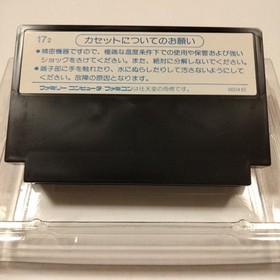 17₂
カセットについてのお願い
●精密機器ですので、極端な温度条件下での使用や保管および強い
ショックをさけてください。また、絶対に分解しないでください。
●端子部に手を触れたり、水にぬらしたりして汚さないようにして
ください。故障の原因となります。
ファミリーコンピュータ ファミコンは任天堂の商標です。